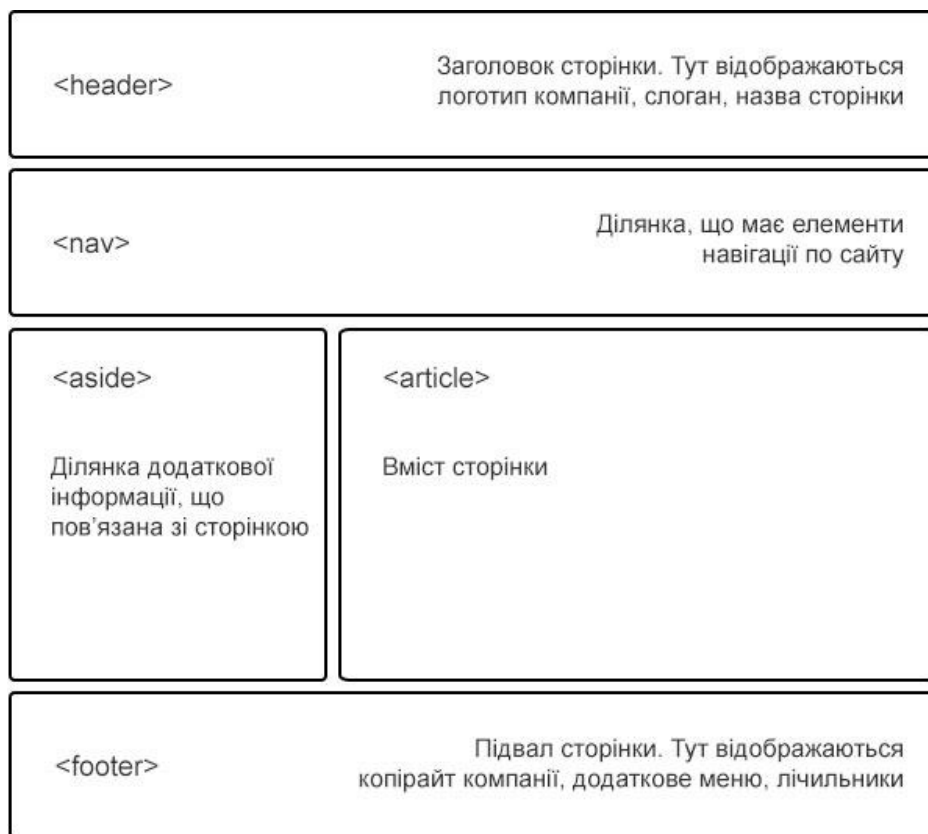 <header>
Заголовок сторінки. Тут відображаються
логотип компанії, слоган, назва сторінки
<nav>
Ділянка, що має елементи
навігації по сайту
<aside>
Ділянка додаткової
інформації, що
пов’язана зі сторінкою
<article>
Вміст сторінки
<footer>
Підвал сторінки. Тут відображаються
копірайт компанії, додаткове меню, лічильники